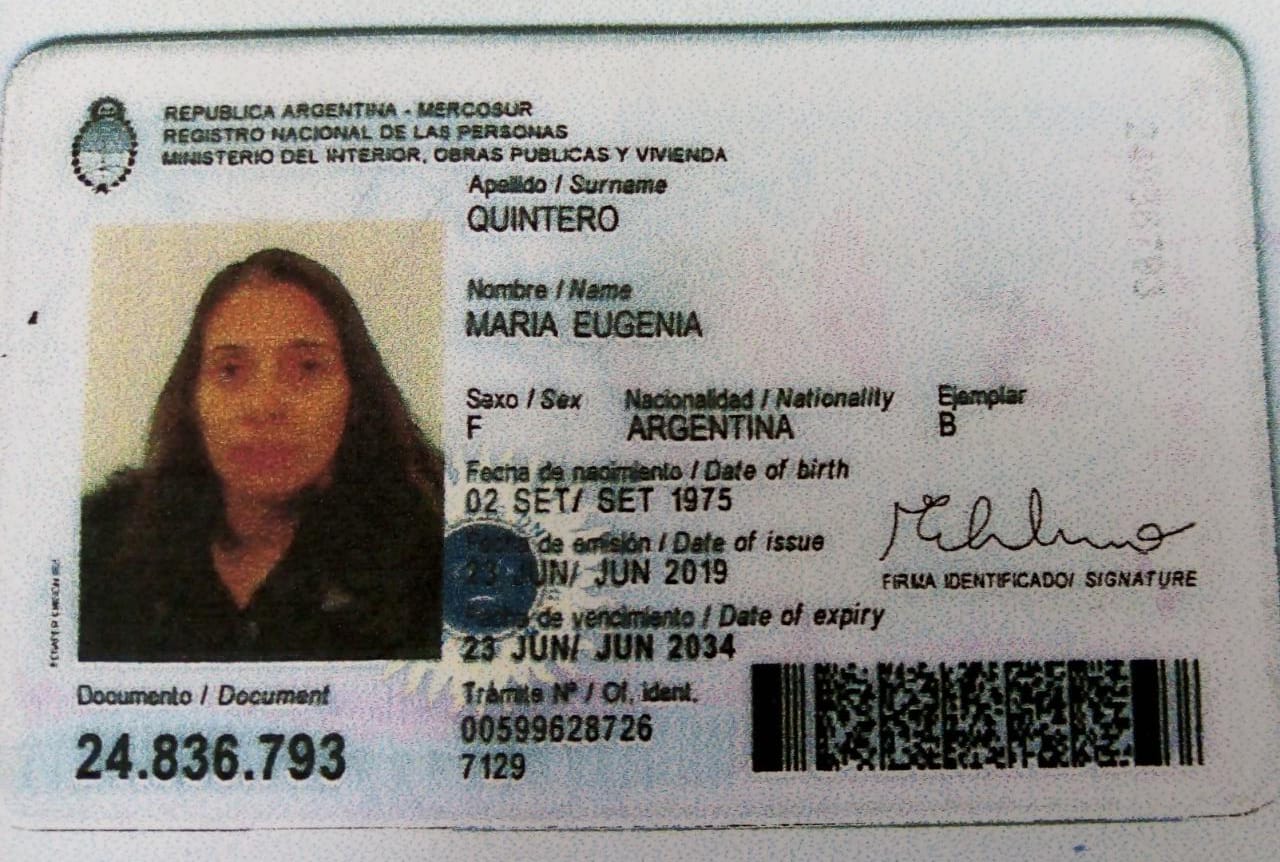 REPUBLICA ARGENTINA - MERCOSUR
REGISTRO NACIONAL DE LAS PERSONAS
MINISTERIO DEL INTERIOR, OBRAS PUBLICAS Y VIVIENDA
Apellido / Surname
QUINTERO
Nombre / Name
MARIA EUGENIA
Sexo / Sex Nacionalidad / Nationality Ejemplar
F ARGENTINA B
Fecha de nacimiento / Date of birth
02 SET/ SET 1975
Fecha de emisión / Date of issue
23 JUN/ JUN 2019
FIRMA IDENTIFICADO/ SIGNATURE
Fecha de vencimiento / Date of expiry
23 JUN/ JUN 2034
Documento / Document
24.836.793
Trámite Nº / Of. ident.
00599628726
7129